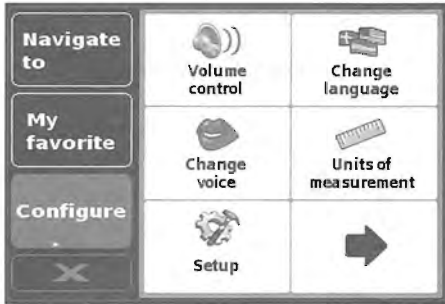 Navigate
to
My
favorite
Configure
Volume
control
Change
language
Change
voice
Units of
measurement
Setup